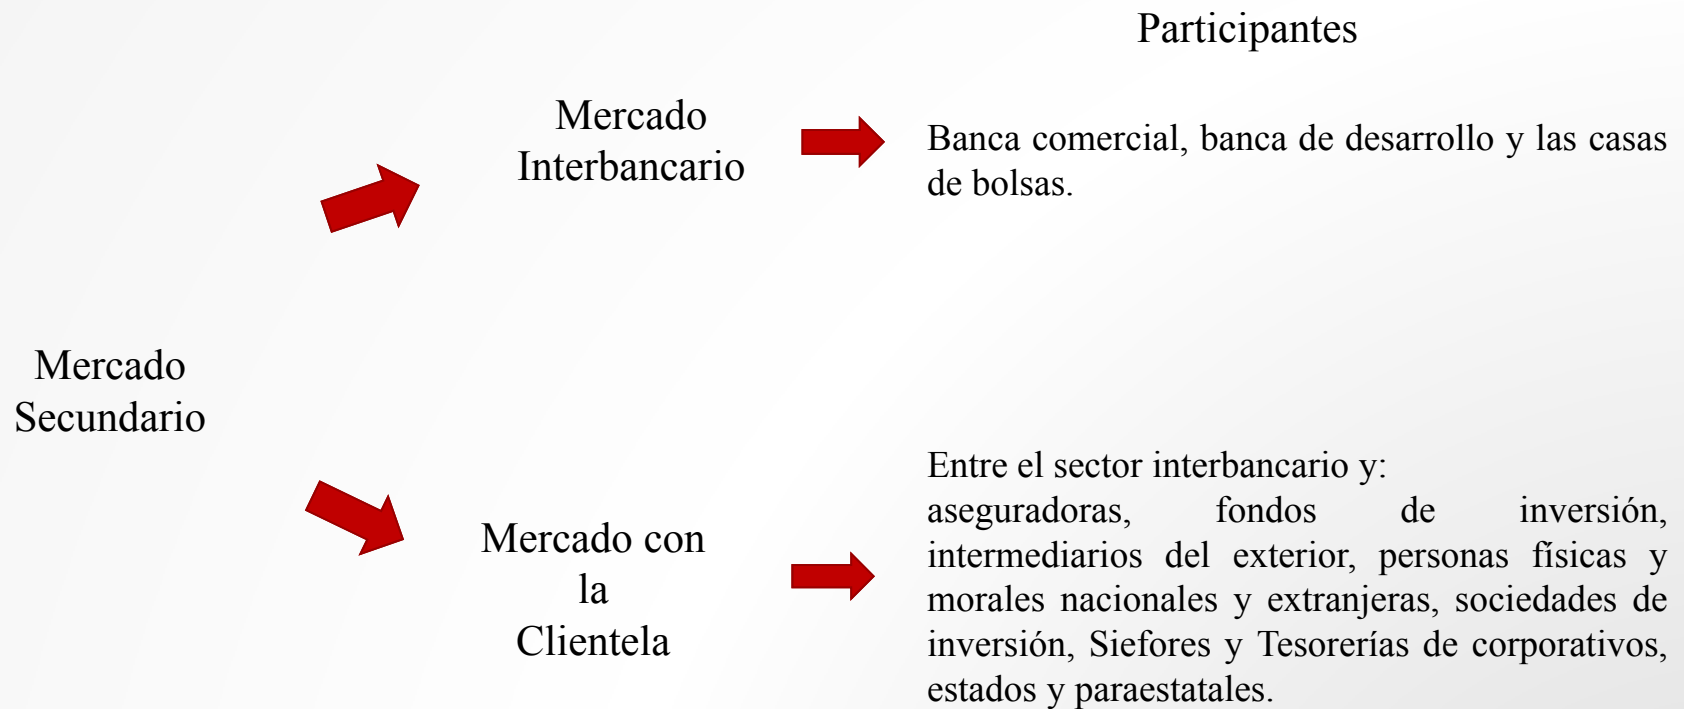 Participantes
Mercado
Interbancario
Banca comercial, banca de desarrollo y las casas
de bolsas.
Mercado
Secundario
Mercado con
la
Clientela
Entre el sector interbancario y:
aseguradoras, fondos de inversión,
intermediarios del exterior, personas físicas y
morales nacionales y extranjeras, sociedades de
inversión, Siefores y Tesorerías de corporativos,
estados y paraestatales.